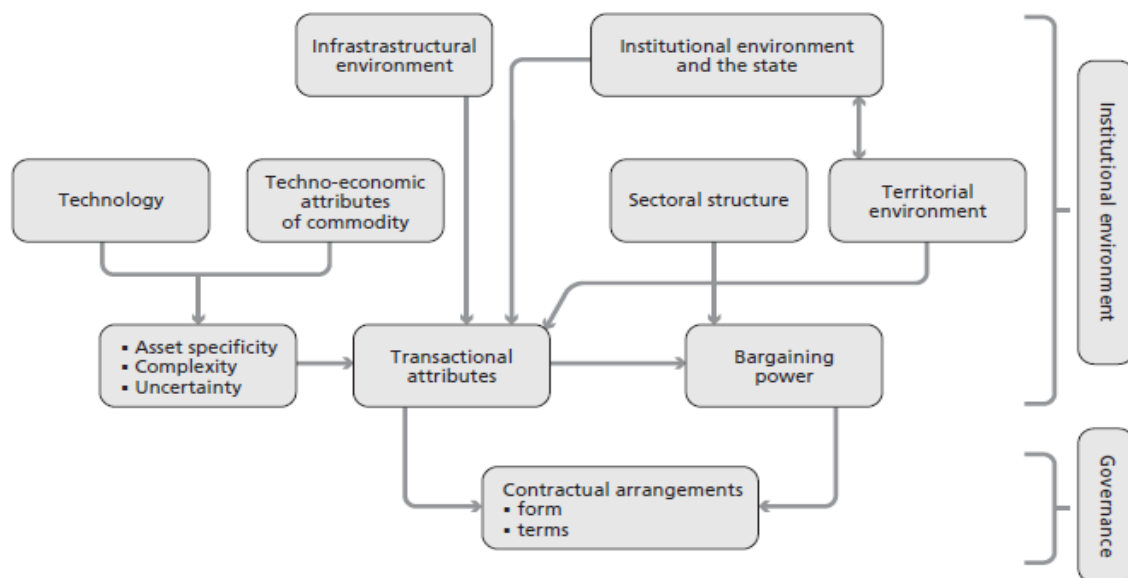 Infrastrastructural
environment
Institutional environment
and the state
Technology
Techno-economic
attributes
of commodity
Sectoral structure
Territorial
environment
▪ Asset specificity
▪ Complexity
▪ Uncertainty
Transactional
attributes
Bargaining
power
Contractual arrangements
▪ form
▪ terms
Institutional environment
Governance